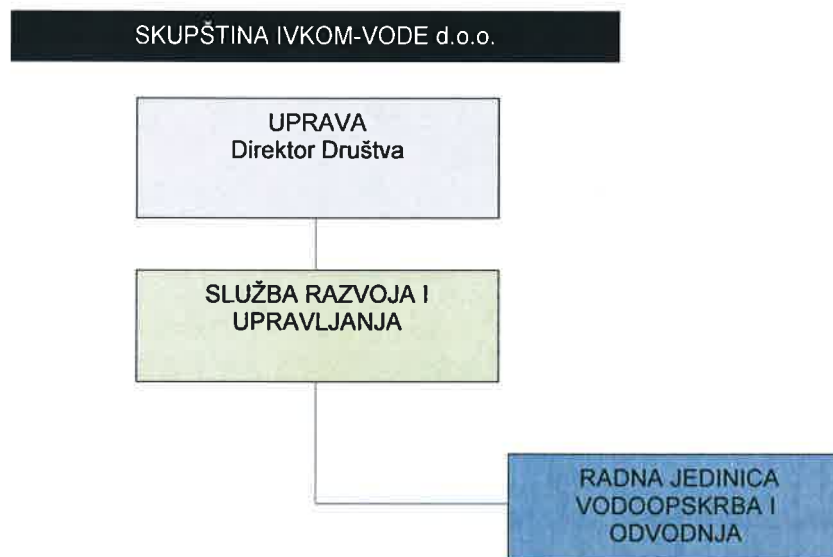 SKUPŠTINA IVKOM-VODE d.o.o.
UPRAVA
Direktor Društva
SLUŽBA RAZVOJA I
UPRAVLJANJA
RADNA JEDINICA
VODOOPSKRBA I
ODVODNJA